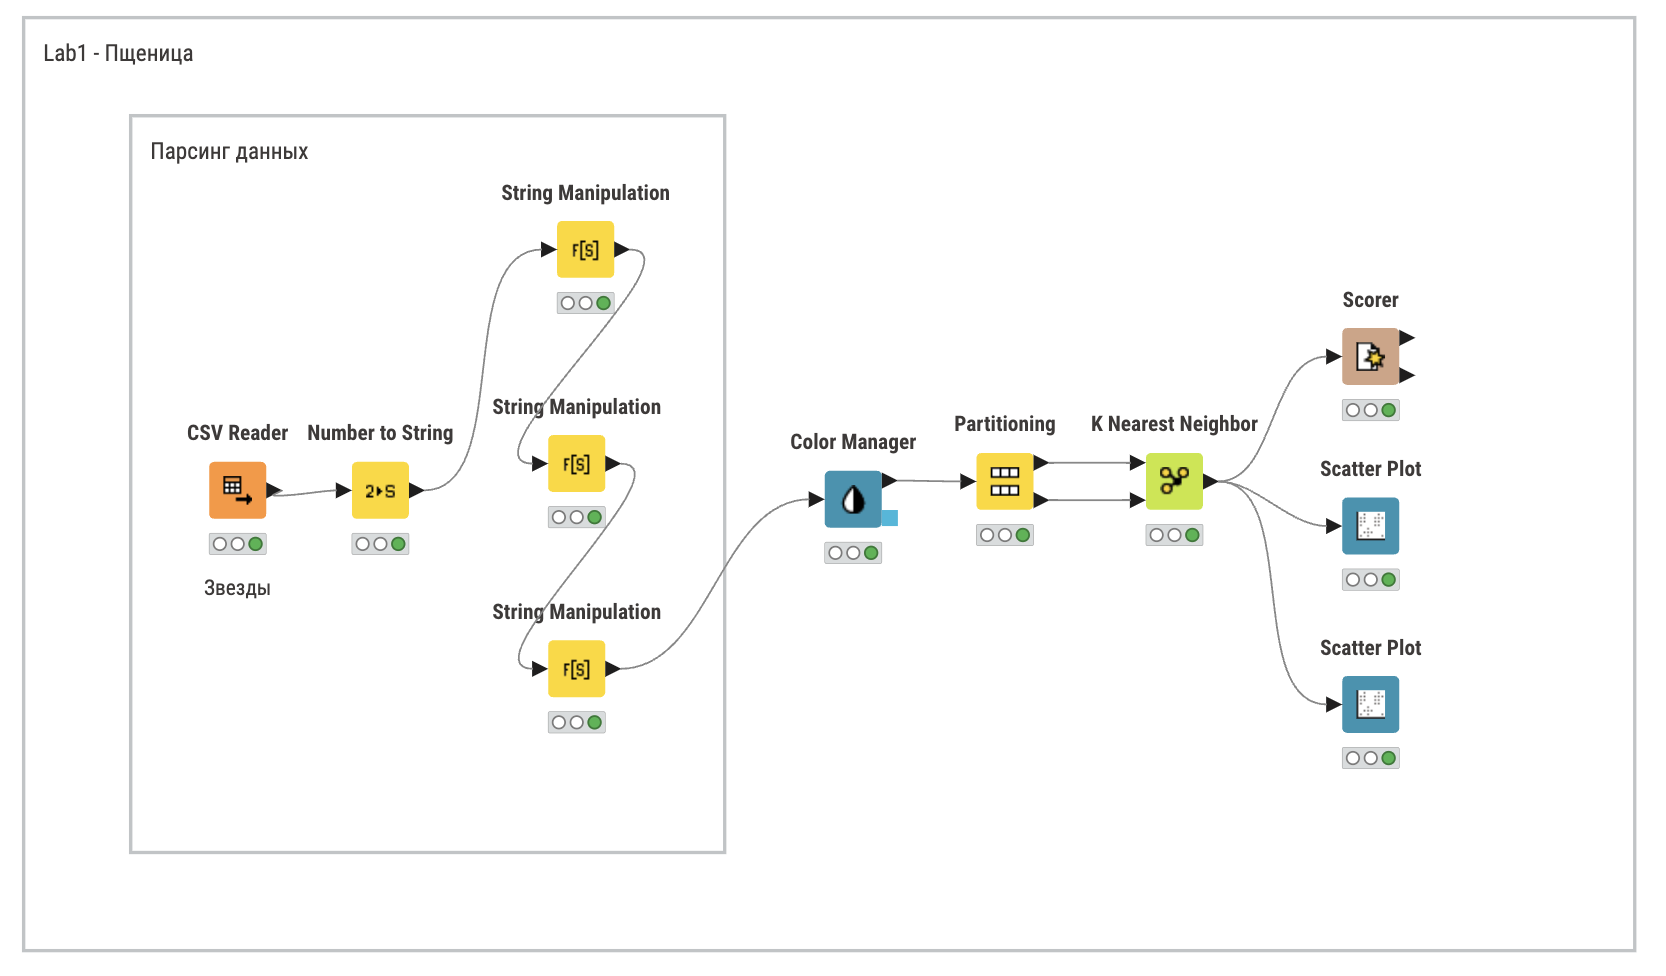 Lab1 - Пщеница
Парсинг данных
String Manipulation
F[S]
String Manipulation
F[S]
CSV Reader
Number to String
2▸S
Звезды
String Manipulation
F[S]
Color Manager
Partitioning
K Nearest Neighbor
Scorer
Scatter Plot
Scatter Plot